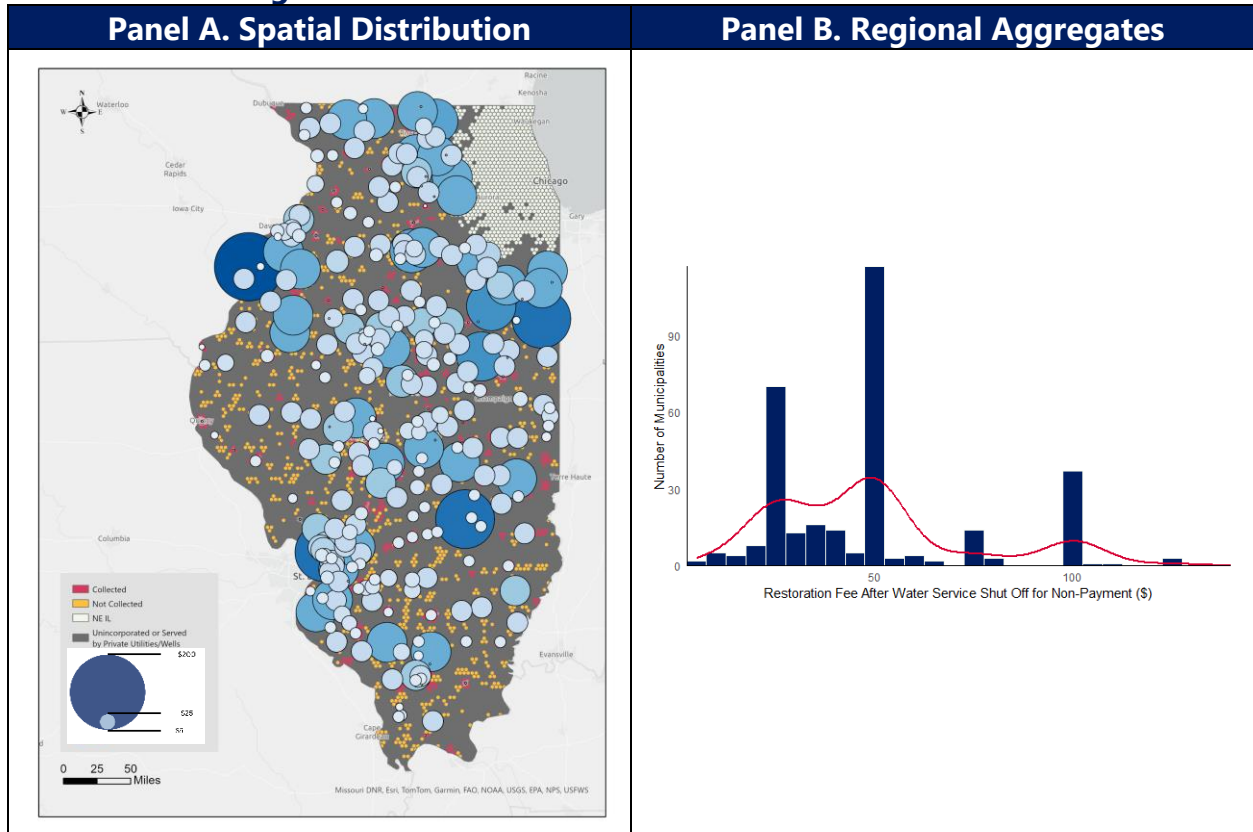 Panel A. Spatial Distribution
Panel B. Regional Aggregates
Racine
Kenosha
Waukegan
N
W E
S
Waterloo
Dubuque
Cedar
Rapids
Chicago
Iowa City
Gary
Terre Haute
Columbia
St.
Evansville
Cape
Girardeau
Collected
Not Collected
NE IL
Unincorporated or Served
by Private Utilities/Wells
$200
$25
0 25 50
Miles
Missouri DNR, Esri, TomTom, Garmin, FAO, NOAA, USGS, EPA, NPS, USFWS
Number of Municipalities
90
60
30
0
50
100
Restoration Fee After Water Service Shut Off for Non-Payment ($)